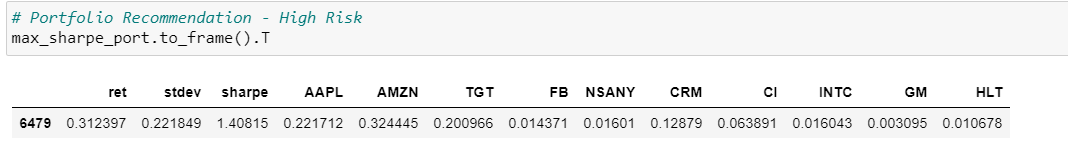 # Portfolio Recommendation - High Risk
max_sharpe_port.to_frame().T
ret stdev sharpe AAPL AMZN TGT FB NSANY CRM CI INTC GM HLT
6479 0.312397 0.221849 1.40815 0.221712 0.324445 0.200966 0.014371 0.01601 0.12879 0.063891 0.016043 0.003095 0.010678